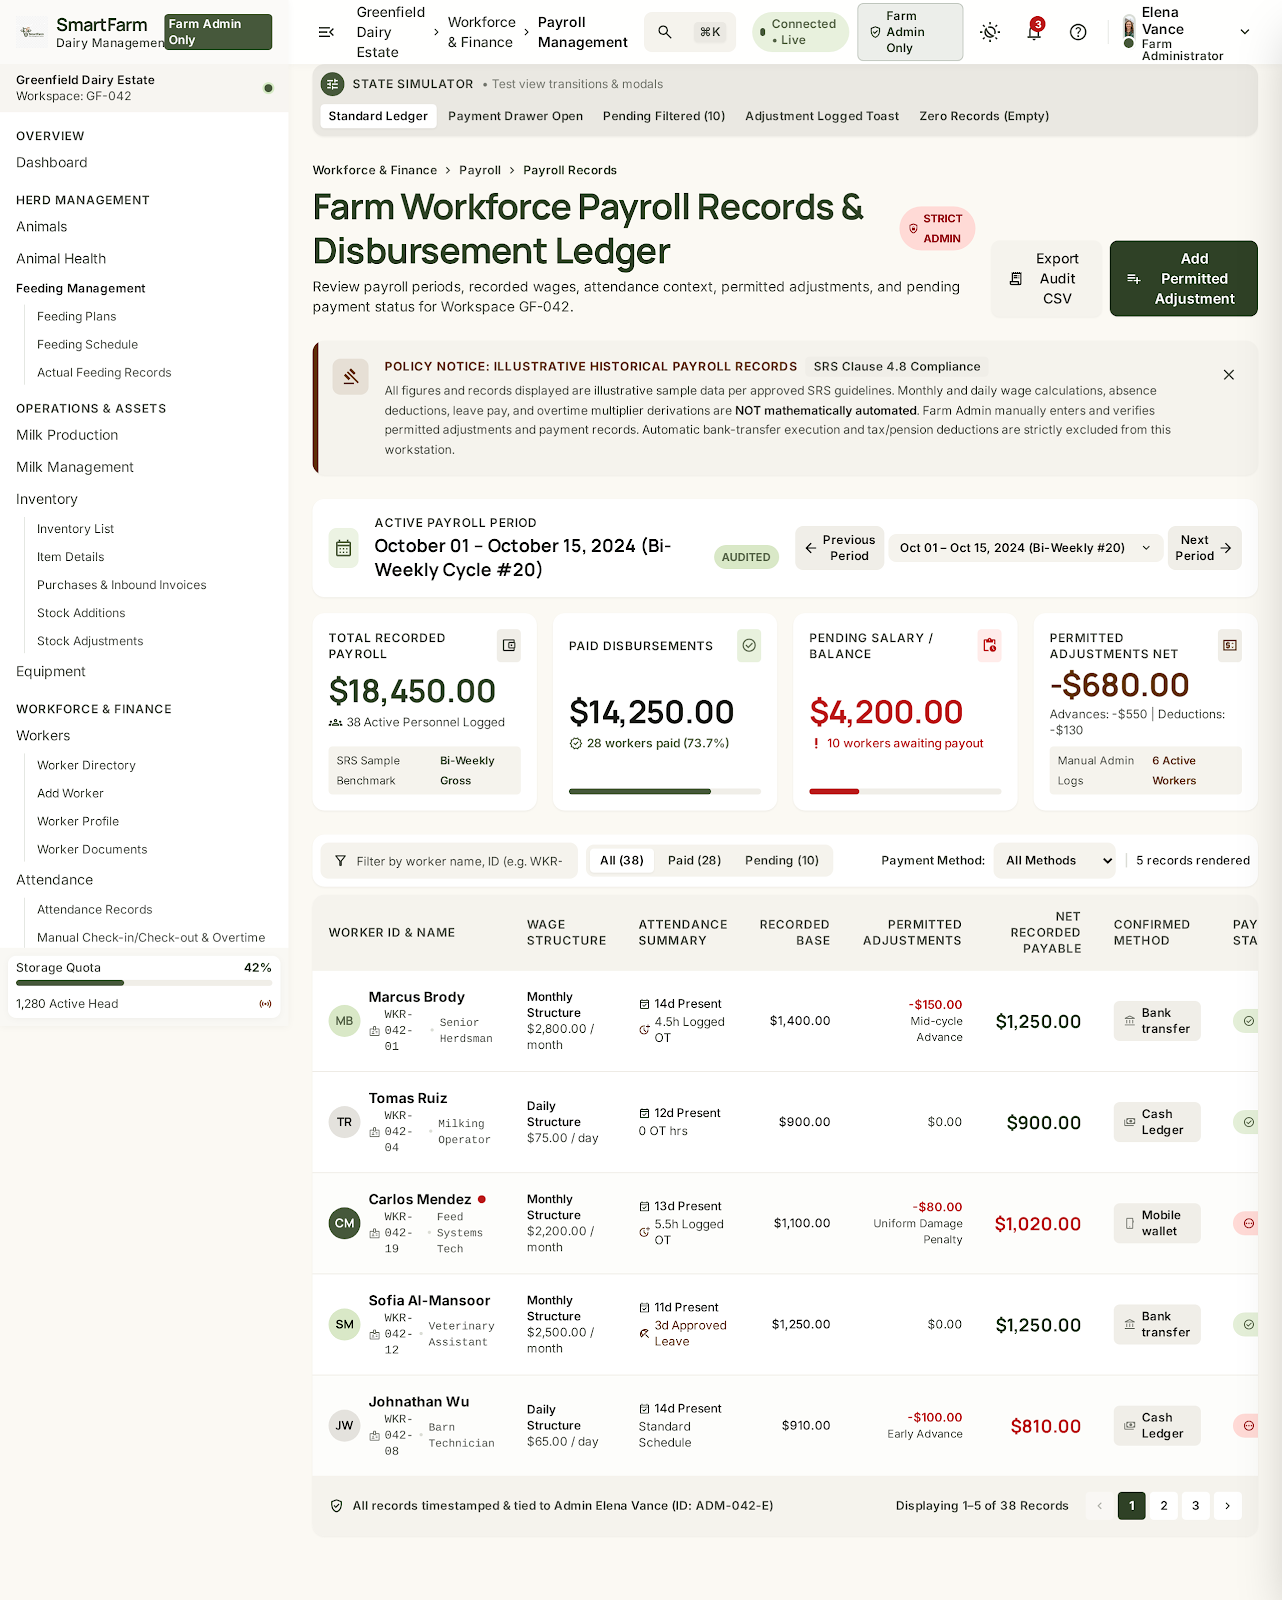 SmartFarm
Dairy Managemen
Farm Admin
Only
Greenfield
Dairy
Estate
Workforce
& Finance
Payroll
Management
⌘K
Connected
• Live
Farm
Admin
Only
3
Elena
Vance
Farm
Administrator
Greenfield Dairy Estate
Workspace: GF-042
OVERVIEW
Dashboard
HERD MANAGEMENT
Animals
Animal Health
Feeding Management
Feeding Plans
Feeding Schedule
Actual Feeding Records
OPERATIONS & ASSETS
Milk Production
Milk Management
Inventory
Inventory List
Item Details
Purchases & Inbound Invoices
Stock Additions
Stock Adjustments
Equipment
WORKFORCE & FINANCE
Workers
Worker Directory
Add Worker
Worker Profile
Worker Documents
Attendance
Attendance Records
Manual Check-in/Check-out & Overtime
Storage Quota 42%
1,280 Active Head
STATE SIMULATOR • Test view transitions & modals
Standard Ledger Payment Drawer Open Pending Filtered (10) Adjustment Logged Toast Zero Records (Empty)
Workforce & Finance Payroll Payroll Records
Farm Workforce Payroll Records &
Disbursement Ledger
STRICT
ADMIN
Review payroll periods, recorded wages, attendance context, permitted adjustments, and pending
payment status for Workspace GF-042.
Export
Audit
CSV
Add
Permitted
Adjustment
POLICY NOTICE: ILLUSTRATIVE HISTORICAL PAYROLL RECORDS SRS Clause 4.8 Compliance
All figures and records displayed are illustrative sample data per approved SRS guidelines. Monthly and daily wage calculations, absence
deductions, leave pay, and overtime multiplier derivations are NOT mathematically automated. Farm Admin manually enters and verifies
permitted adjustments and payment records. Automatic bank-transfer execution and tax/pension deductions are strictly excluded from this
workstation.
ACTIVE PAYROLL PERIOD
October 01 – October 15, 2024 (Bi-
Weekly Cycle #20)
AUDITED
Previous
Period
Oct 01 – Oct 15, 2024 (Bi-Weekly #20)
Next
Period
TOTAL RECORDED
PAYROLL
$18,450.00
38 Active Personnel Logged
SRS Sample
Benchmark
Bi-Weekly
Gross
PAID DISBURSEMENTS
$14,250.00
28 workers paid (73.7%)
PENDING SALARY /
BALANCE
$4,200.00
10 workers awaiting payout
PERMITTED
ADJUSTMENTS NET
-$680.00
Advances: -$550 | Deductions:
-$130
Manual Admin
Logs
6 Active
Workers
Filter by worker name, ID (e.g. WKR-
All (38) Paid (28) Pending (10)
Payment Method: All Methods
5 records rendered
WORKER ID & NAME
WAGE
STRUCTURE
ATTENDANCE
SUMMARY
RECORDED
BASE
PERMITTED
ADJUSTMENTS
NET
RECORDED
PAYABLE
CONFIRMED
METHOD
PAY
STA
MB
Marcus Brody
WKR-
042-
01
• Senior
Herdsman
Monthly
Structure
$2,800.00 /
month
14d Present
4.5h Logged
OT
$1,400.00
-$150.00
Mid-cycle
Advance
$1,250.00
Bank
transfer
TR
Tomas Ruiz
WKR-
042-
04
• Milking
Operator
Daily
Structure
$75.00 / day
12d Present
0 OT hrs
$900.00
$0.00
$900.00
Cash
Ledger
CM
Carlos Mendez
WKR-
042-
19
• Feed
Systems
Tech
Monthly
Structure
$2,200.00 /
month
13d Present
5.5h Logged
OT
$1,100.00
-$80.00
Uniform Damage
Penalty
$1,020.00
Mobile
wallet
SM
Sofia Al-Mansoor
WKR-
042-
12
• Veterinary
Assistant
Monthly
Structure
$2,500.00 /
month
11d Present
3d Approved
Leave
$1,250.00
$0.00
$1,250.00
Bank
transfer
JW
Johnathan Wu
WKR-
042-
08
• Barn
Technician
Daily
Structure
$65.00 / day
14d Present
Standard
Schedule
$910.00
-$100.00
Early Advance
$810.00
Cash
Ledger
All records timestamped & tied to Admin Elena Vance (ID: ADM-042-E)
Displaying 1–5 of 38 Records
1 2 3